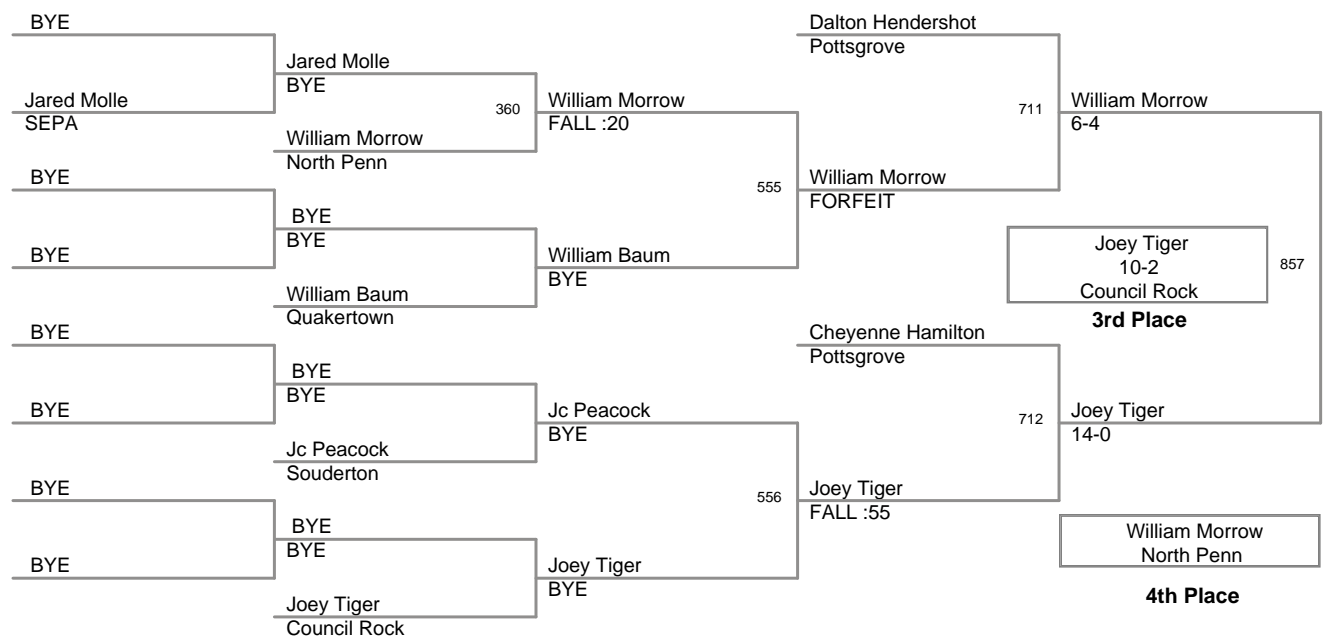 BYE
Jared Molle
SEPA
BYE
BYE
BYE
BYE
BYE
BYE
Jared Molle
BYE
William Morrow
North Penn
BYE
BYE
William Baum
Quakertown
BYE
BYE
Jc Peacock
Souderton
BYE
BYE
Joey Tiger
Council Rock
360
William Morrow
FALL :20
William Baum
BYE
Jc Peacock
BYE
Joey Tiger
BYE
555
556
Dalton Hendershot
Pottsgrove
William Morrow
FORFEIT
Cheyenne Hamilton
Pottsgrove
Joey Tiger
FALL :55
711
712
William Morrow
6-4
Joey Tiger
14-0
857
Joey Tiger
10-2
Council Rock
3rd Place
William Morrow
North Penn
4th Place